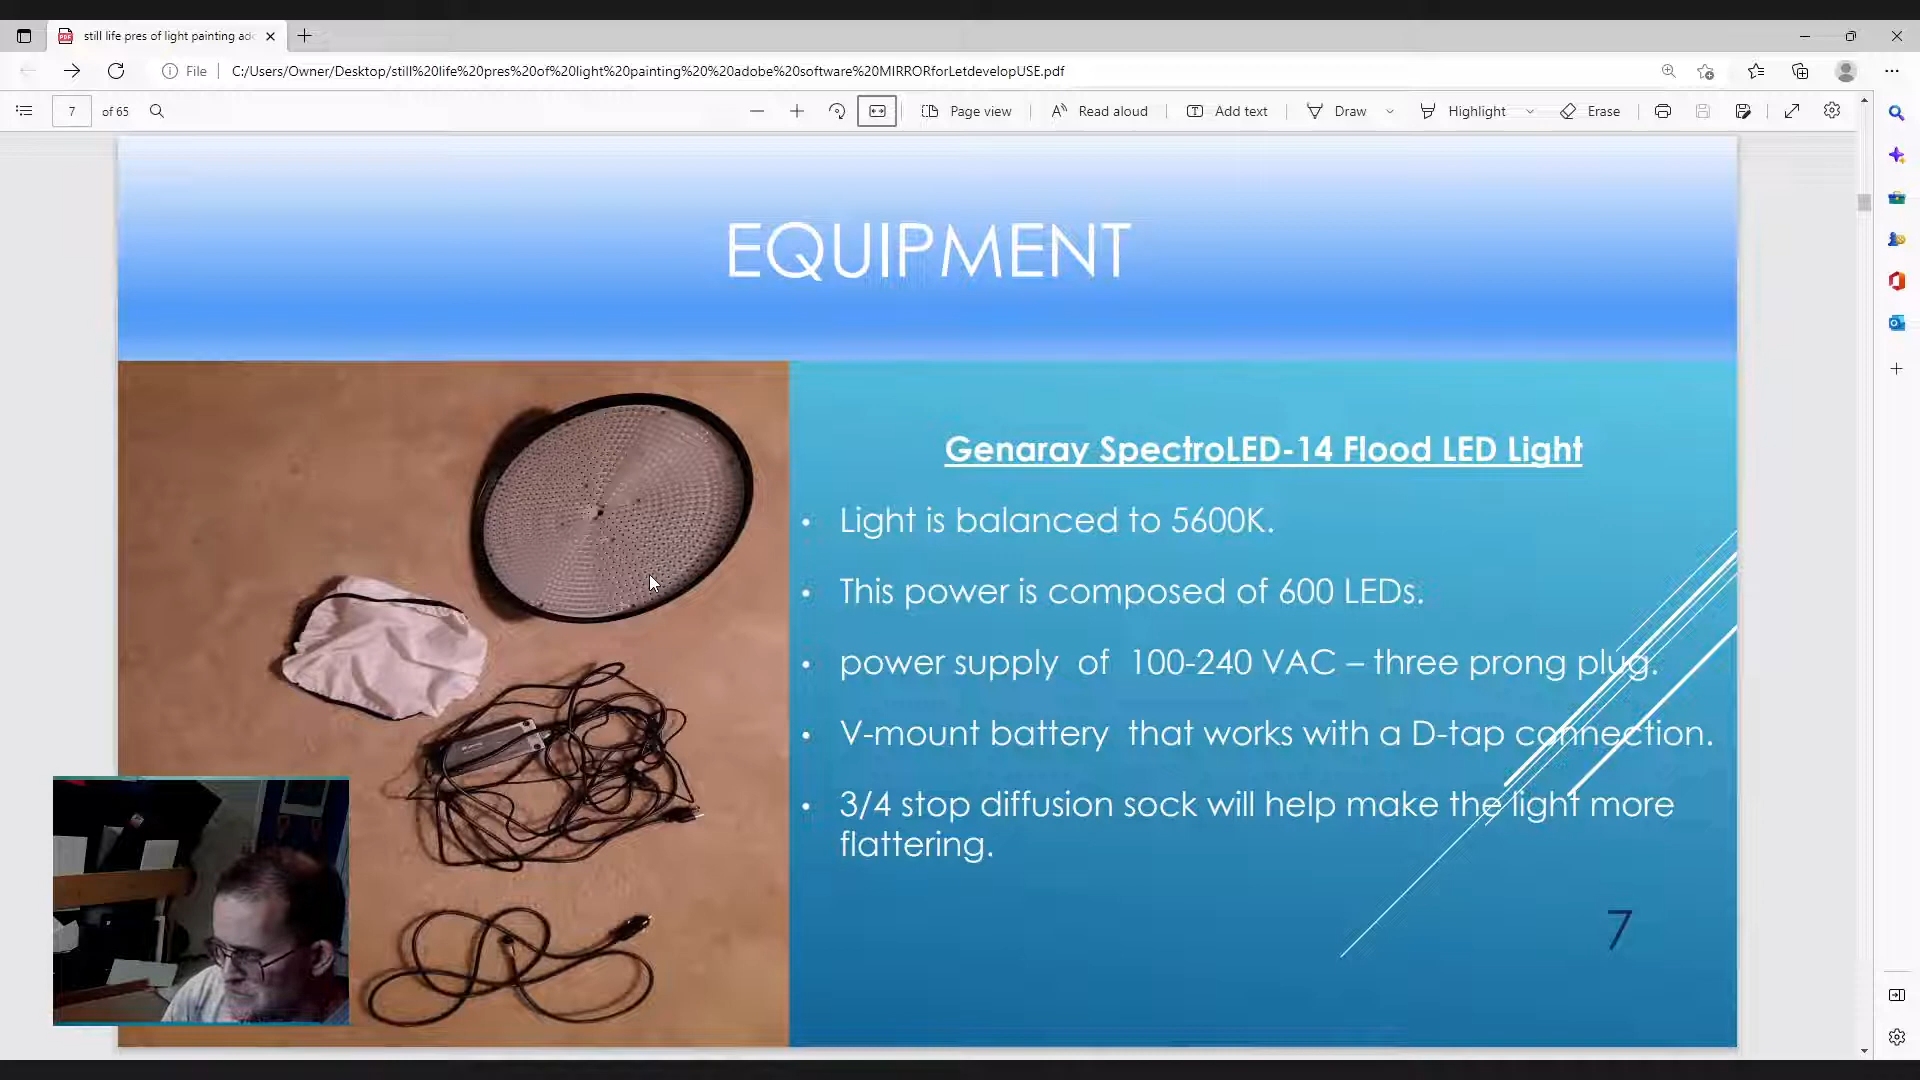 still life pres of light painting ad
File
C:/Users/Owner/Desktop/still%20life%20pres%20of%20light%20painting%20%20adobe%20software%20MIRRORforLetdevelopUSE.pdf
7 of 65
Page view
Read aloud
Add text
Draw
Highlight
Erase
EQUIPMENT
Genaray SpectroLED-14 Flood LED Light
• Light is balanced to 5600K.
• This power is composed of 600 LEDs.
• power supply of 100-240 VAC – three prong plug.
• V-mount battery that works with a D-tap connection.
• 3/4 stop diffusion sock will help make the light more
flattering.
7